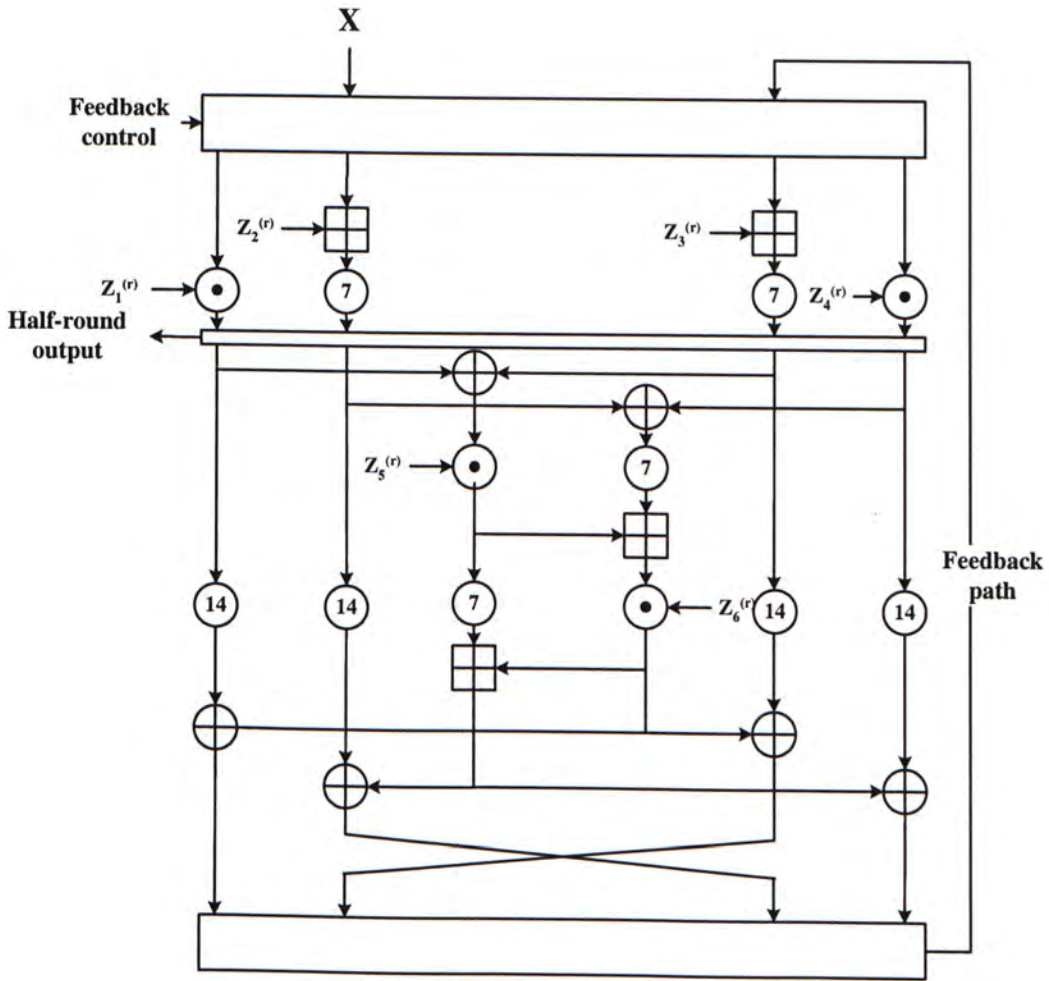 X
Feedback
control
Z2(r)
Z3(r)
Z1(r)
7
7
Z4(r)
Half-round
output
Z5(r)
7
Feedback
path
14
14
7
Z6(r)
14
14